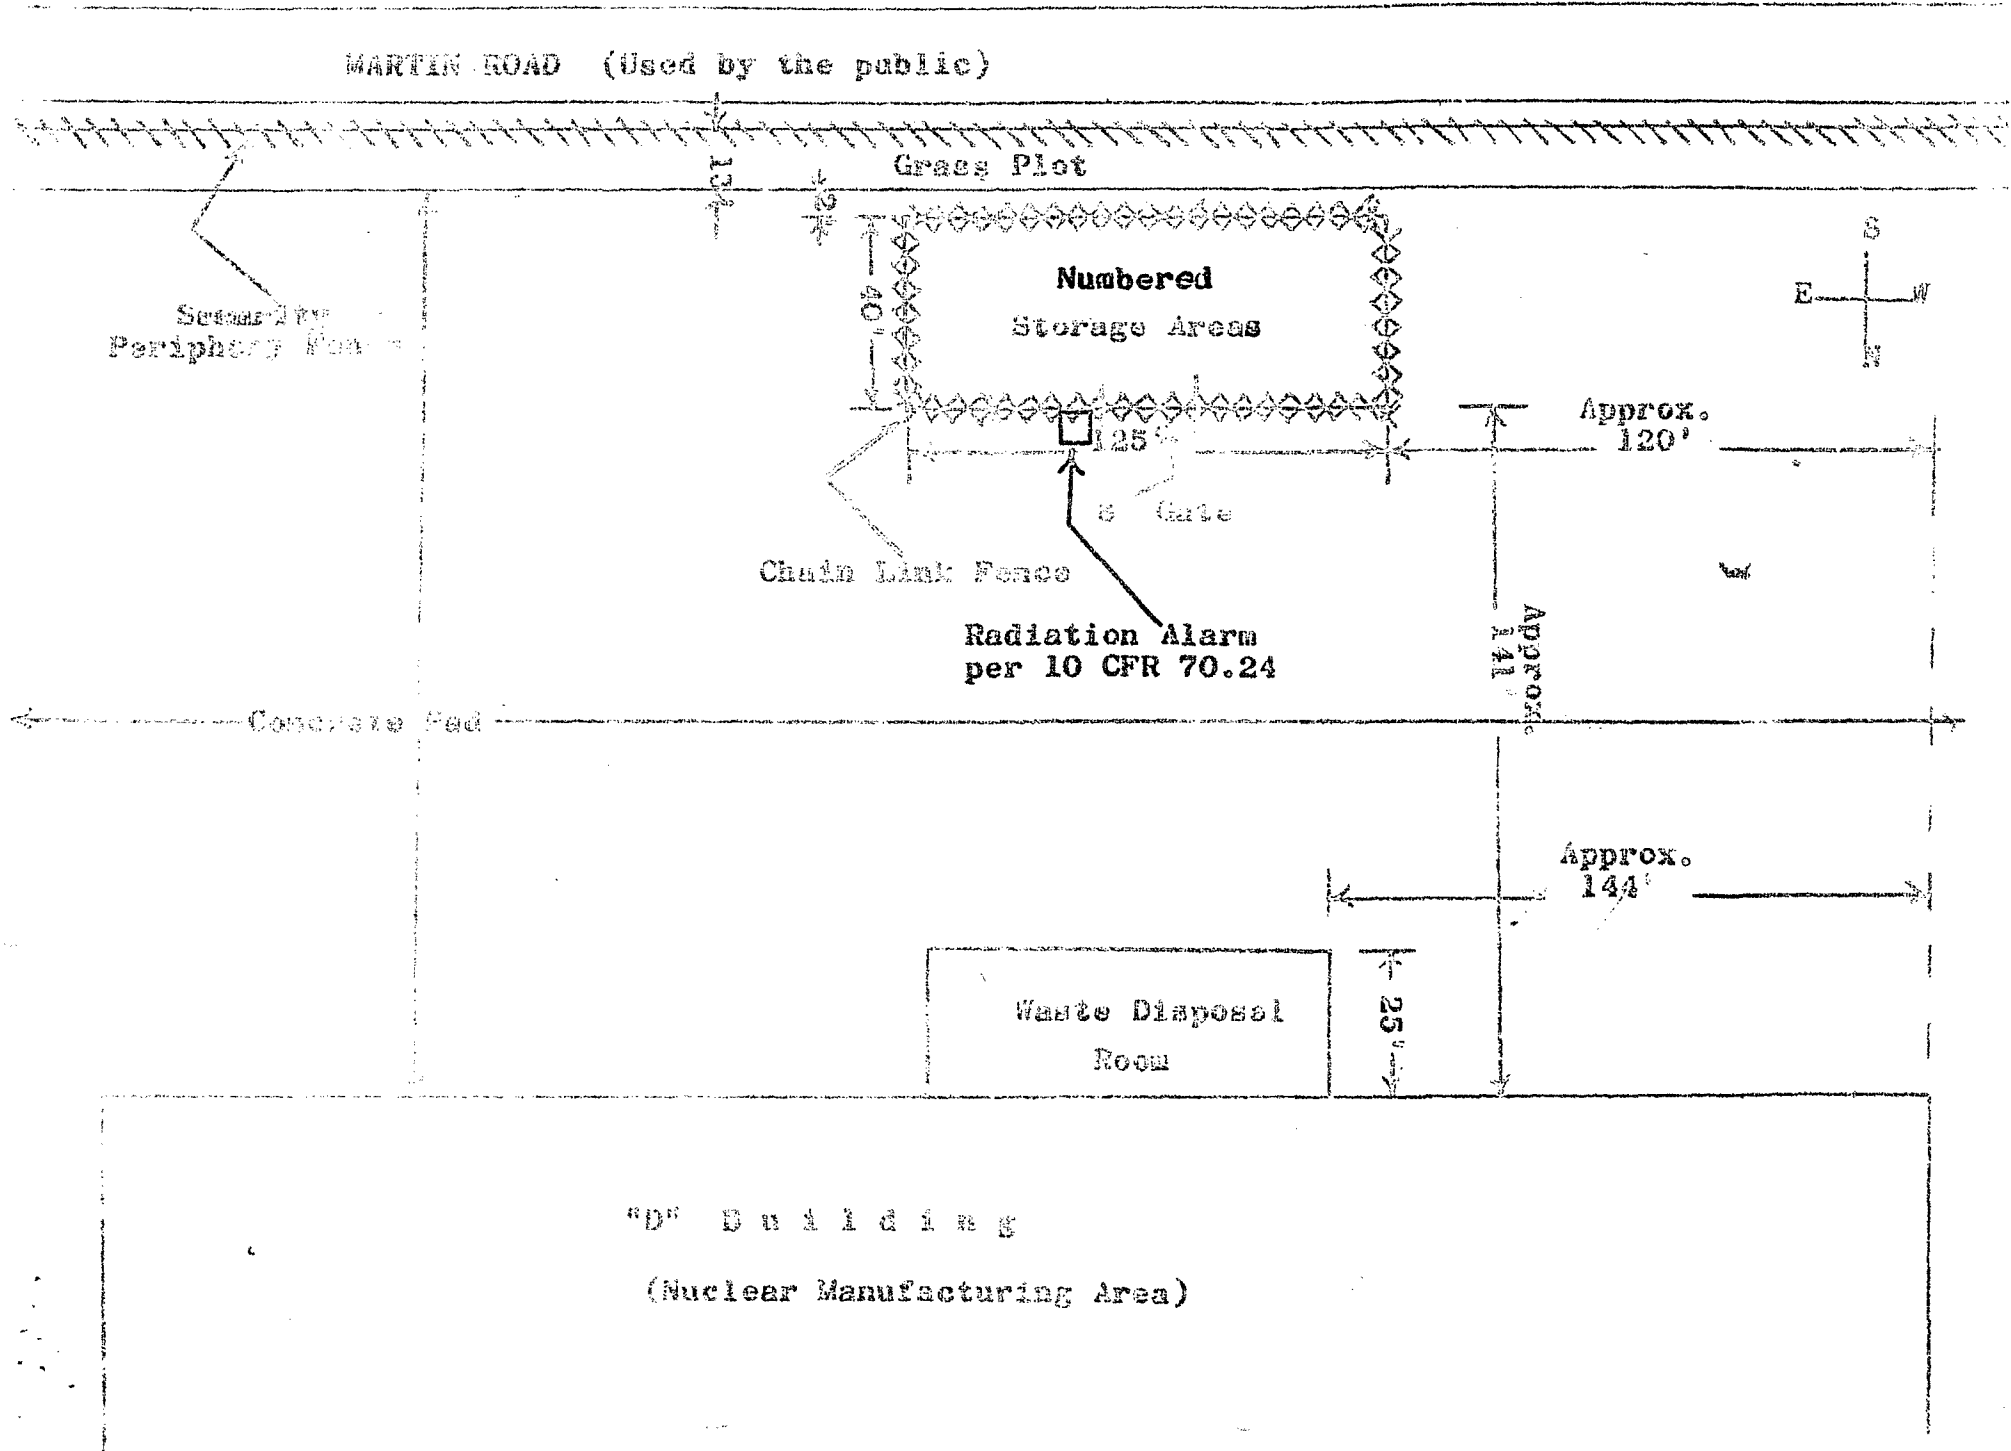 MARTIN ROAD (Used by the public)
13'
Grass Plot
2'
S
E W
N
40'
Numbered
Storage Areas
Security
Periphery Fence
125'
Approx.
120'
Gate
Chain Link Fence
Radiation Alarm
per 10 CFR 70.24
Approx.
141'
Concrete Pad
Approx.
144'
Waste Disposal
Room
25'
"D" B u i l d i n g
(Nuclear Manufacturing Area)